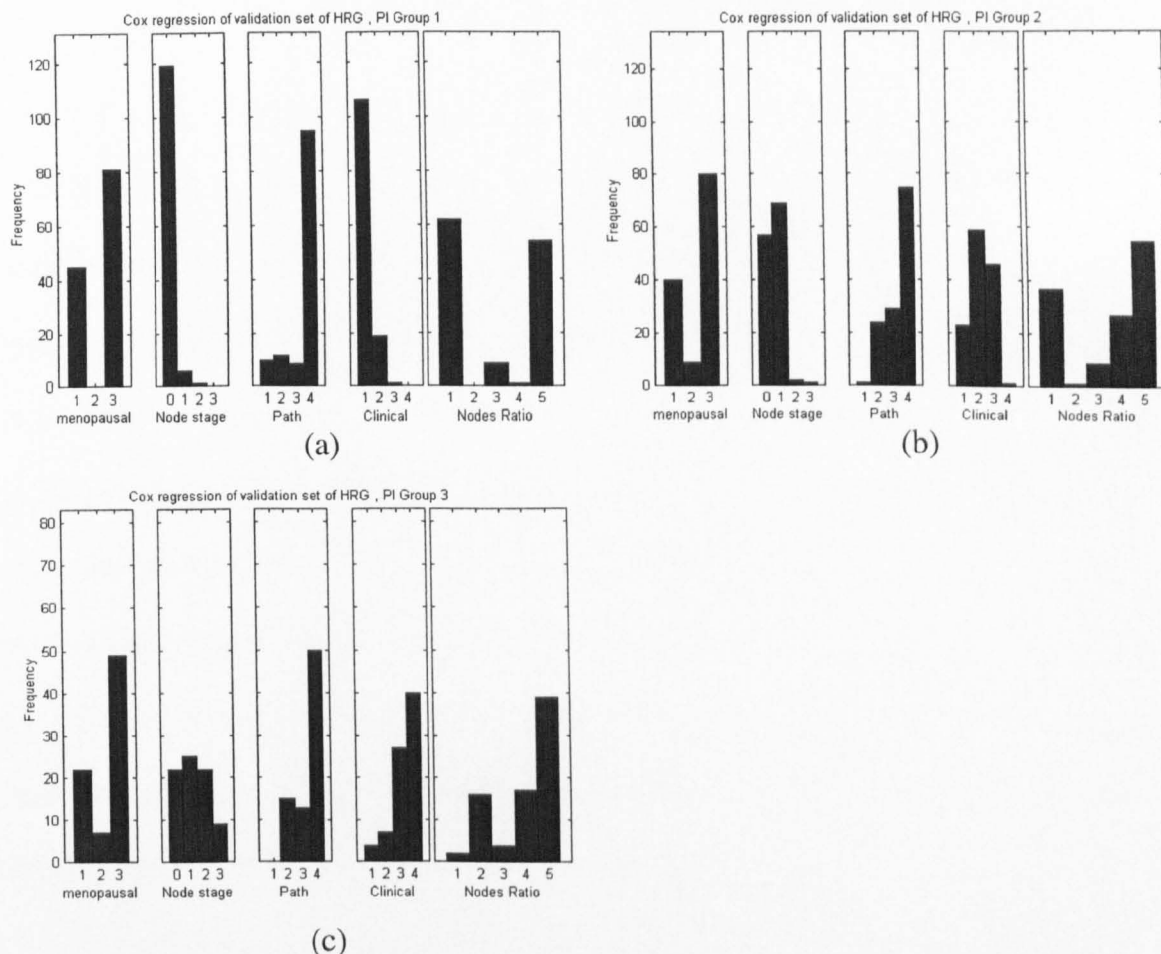 Cox regression of validation set of HRG , PI Group 1
Frequency
120
100
80
60
40
20
0
1 2 3
menopausal
0 1 2 3
Node stage
1 2 3 4
Path
1 2 3 4
Clinical
1 2 3 4 5
Nodes Ratio
(a)
Cox regression of validation set of HRG , PI Group 2
Frequency
120
100
80
60
40
20
0
1 2 3
menopausal
0 1 2 3
Node stage
1 2 3 4
Path
1 2 3 4
Clinical
1 2 3 4 5
Nodes Ratio
(b)
Cox regression of validation set of HRG , PI Group 3
Frequency
80
70
60
50
40
30
20
10
0
1 2 3
menopausal
0 1 2 3
Node stage
1 2 3 4
Path
1 2 3 4
Clinical
1 2 3 4 5
Nodes Ratio
(c)